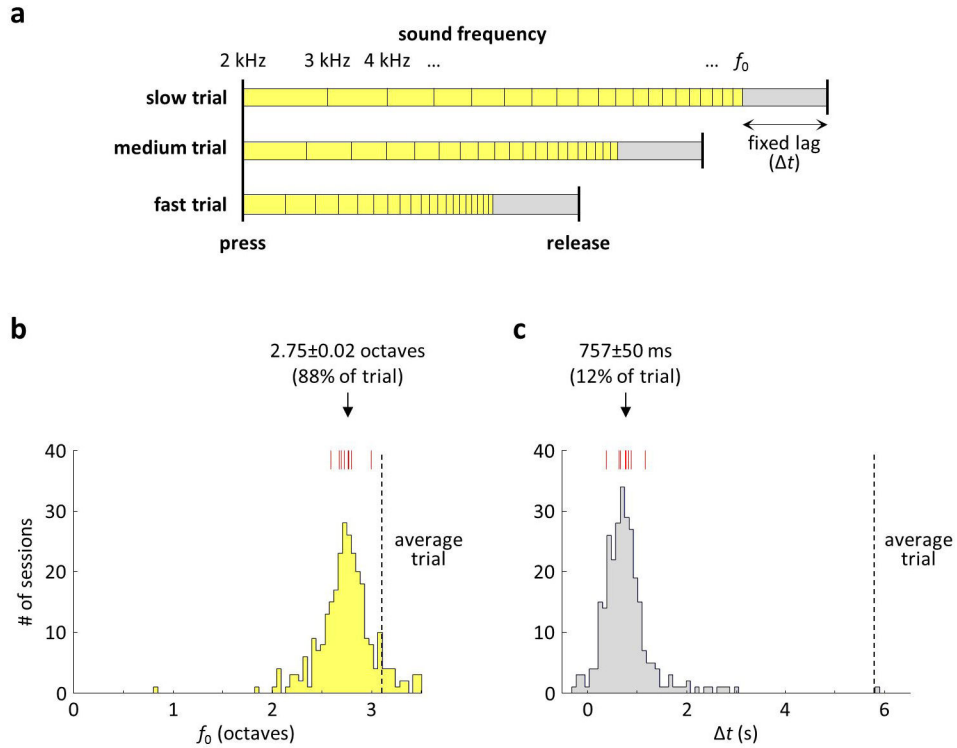 a
sound frequency
2 kHz 3 kHz 4 kHz ... ... f₀
slow trial
medium trial
fixed lag
(Δt)
fast trial
press release
b
2.75±0.02 octaves
(88% of trial)
40
30
20
10
0
# of sessions
average
trial
0 1 2 3
f₀ (octaves)
c
757±50 ms
(12% of trial)
40
30
20
10
0
average
trial
0 2 4 6
Δt (s)